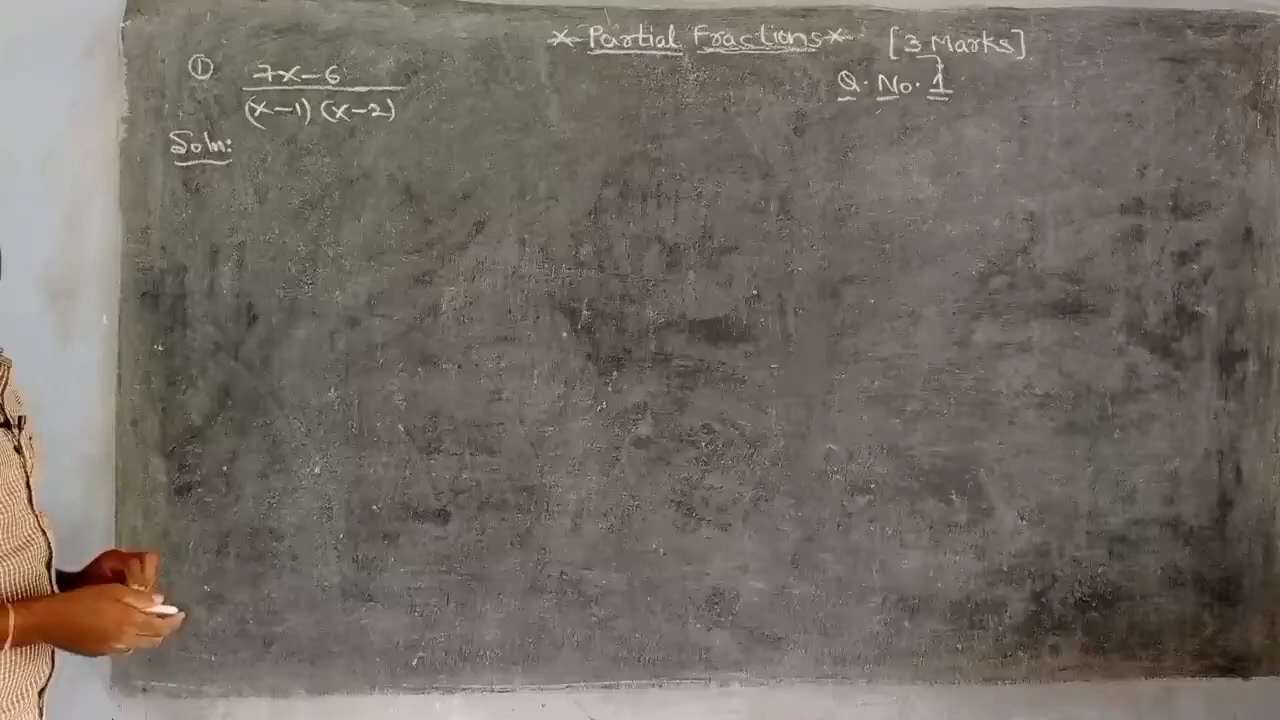 * Partial Fractions * [3 Marks]
Q. No. 1
① 7x-6
(x-1) (x-2)
Soln: